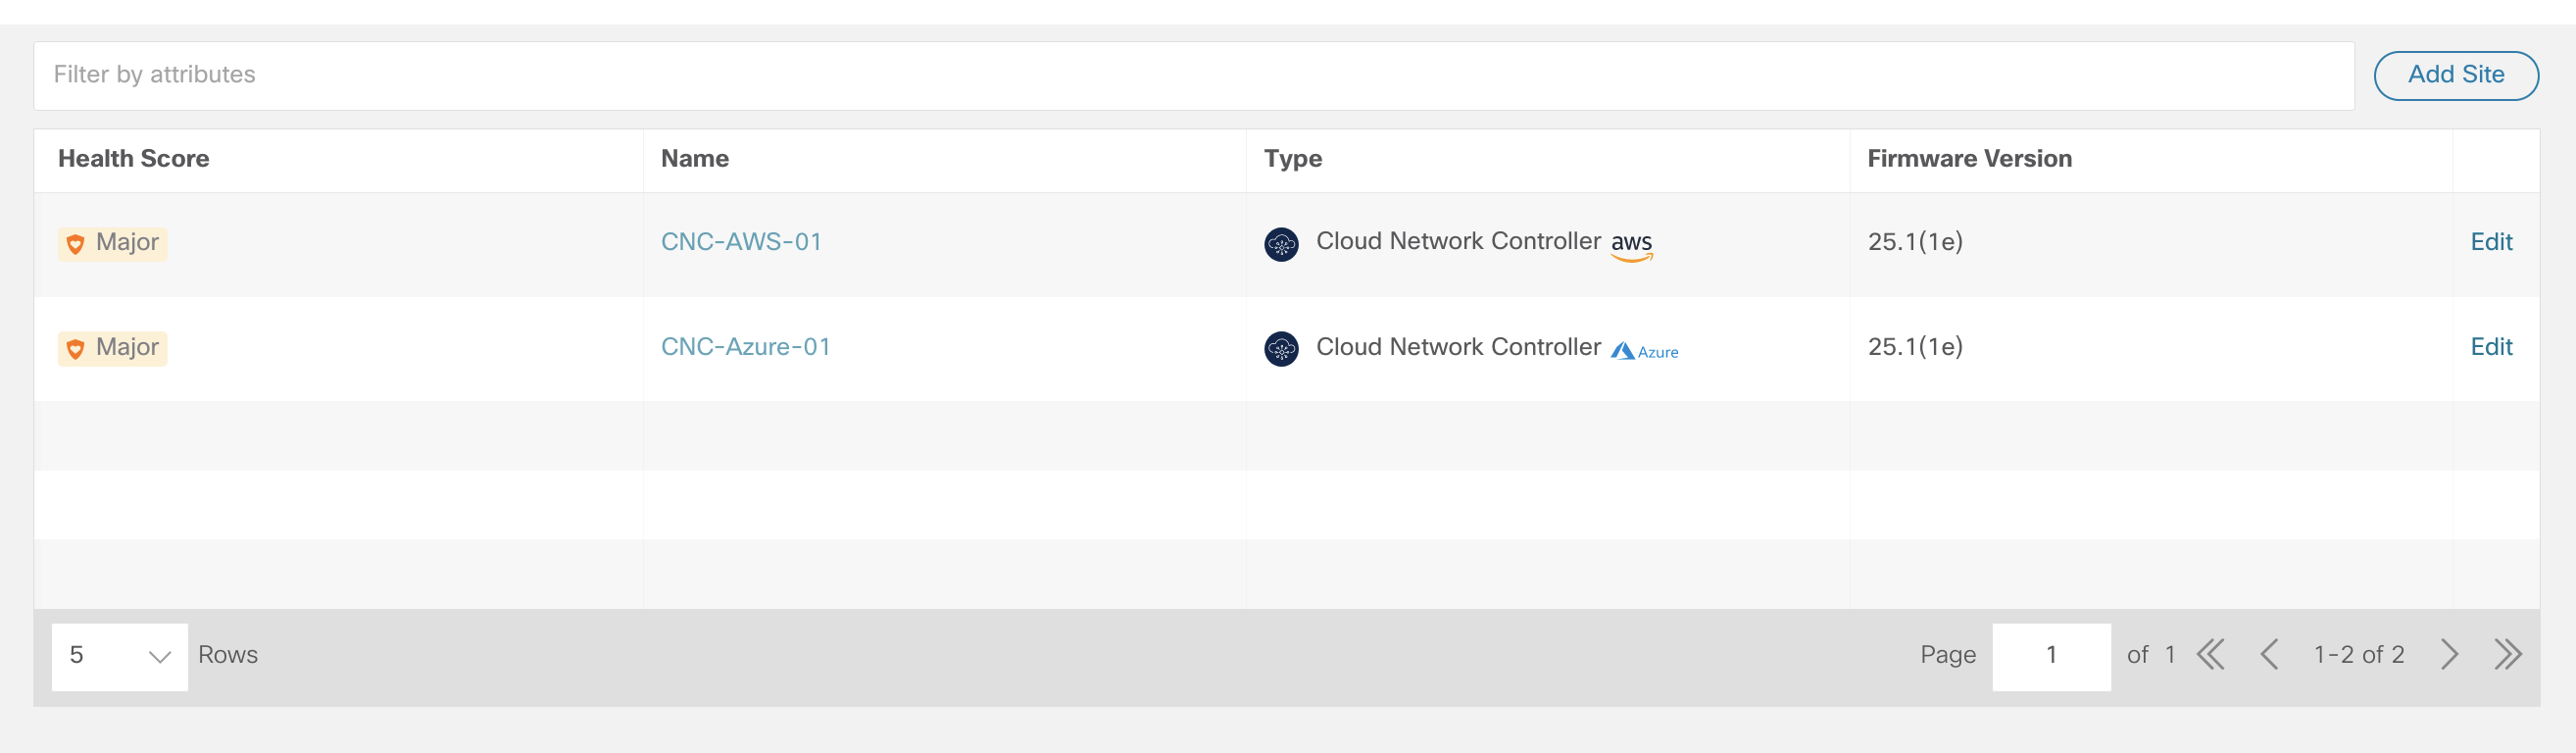 Filter by attributes
Add Site
Health Score Name Type Firmware Version
Major CNC-AWS-01 Cloud Network Controller aws 25.1(1e) Edit
Major CNC-Azure-01 Cloud Network Controller Azure 25.1(1e) Edit
5 Rows Page 1 of 1 1-2 of 2